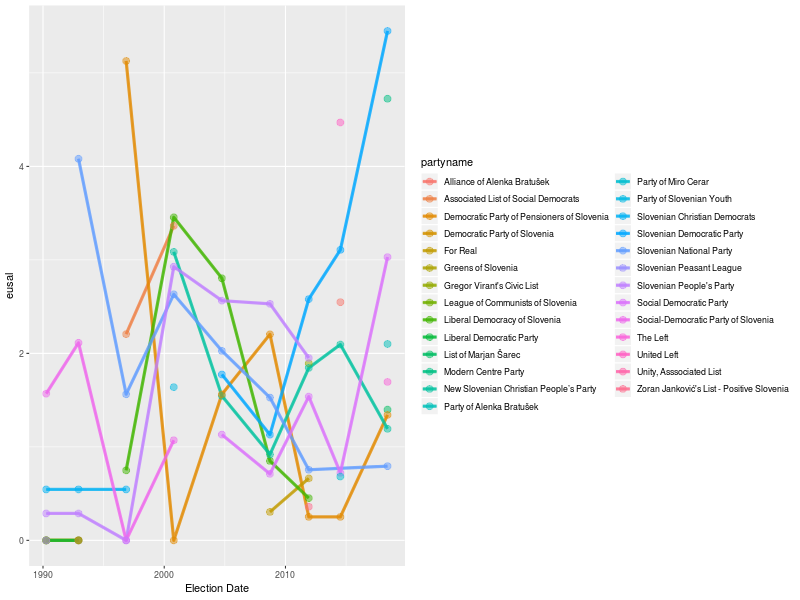 partyname
Alliance of Alenka Bratušek
Associated List of Social Democrats
Democratic Party of Pensioners of Slovenia
Democratic Party of Slovenia
For Real
Greens of Slovenia
Gregor Virant's Civic List
League of Communists of Slovenia
Liberal Democracy of Slovenia
Liberal Democratic Party
List of Marjan Šarec
Modern Centre Party
New Slovenian Christian People's Party
Party of Alenka Bratušek
Party of Miro Cerar
Party of Slovenian Youth
Slovenian Christian Democrats
Slovenian Democratic Party
Slovenian National Party
Slovenian Peasant League
Slovenian People's Party
Social Democratic Party
Social-Democratic Party of Slovenia
The Left
United Left
Unity, Asssociated List
Zoran Janković's List - Positive Slovenia
eusal
4
2
0
1990
2000
2010
Election Date